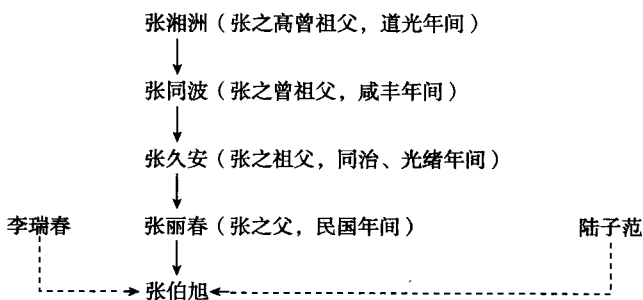 张湘洲（张之高曾祖父，道光年间）
张同波（张之曾祖父，咸丰年间）
张久安（张之祖父，同治、光绪年间）
李瑞春 张丽春（张之父，民国年间） 陆子范
张伯旭